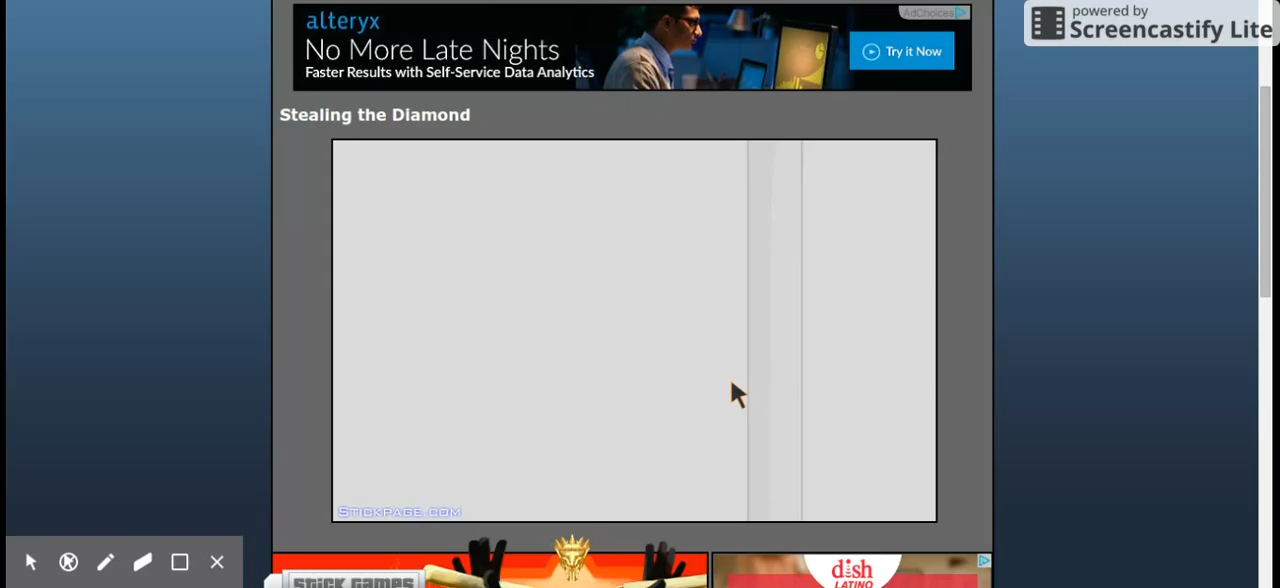 alteryx
AdChoices
No More Late Nights
Faster Results with Self-Service Data Analytics
Try it Now
powered by
Screencastify Lite
Stealing the Diamond
STICKPAGE.COM
STICK GAMES
dish
LATINO